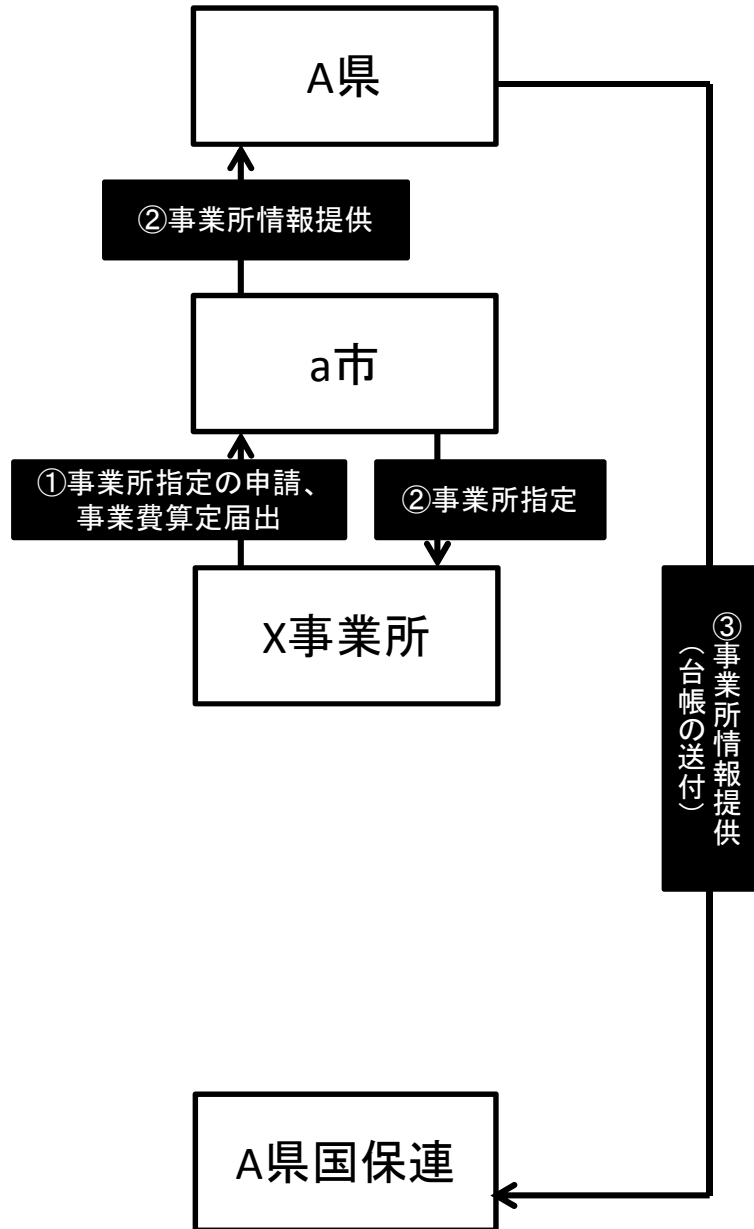 A県
②事業所情報提供
a市
①事業所指定の申請、
事業費算定届出
②事業所指定
X事業所
③事業所情報提供
（台帳の送付）
A県国保連